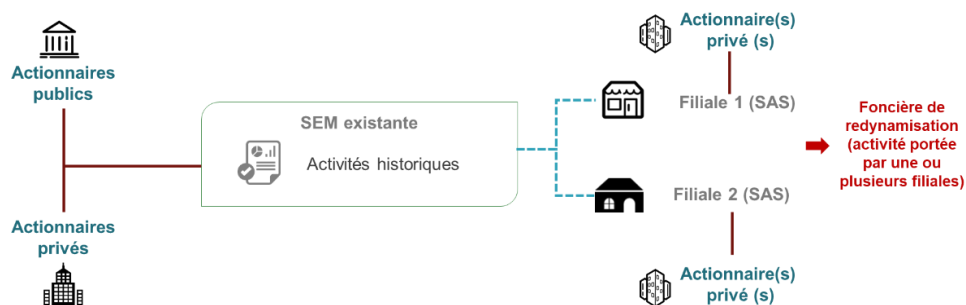 Actionnaires
publics
Actionnaires
privés
SEM existante
Activités historiques
Actionnaire(s)
privé (s)
Filiale 1 (SAS)
Filiale 2 (SAS)
Actionnaire(s)
privé (s)
Foncière de
redynamisation
(activité portée
par une ou
plusieurs filiales)